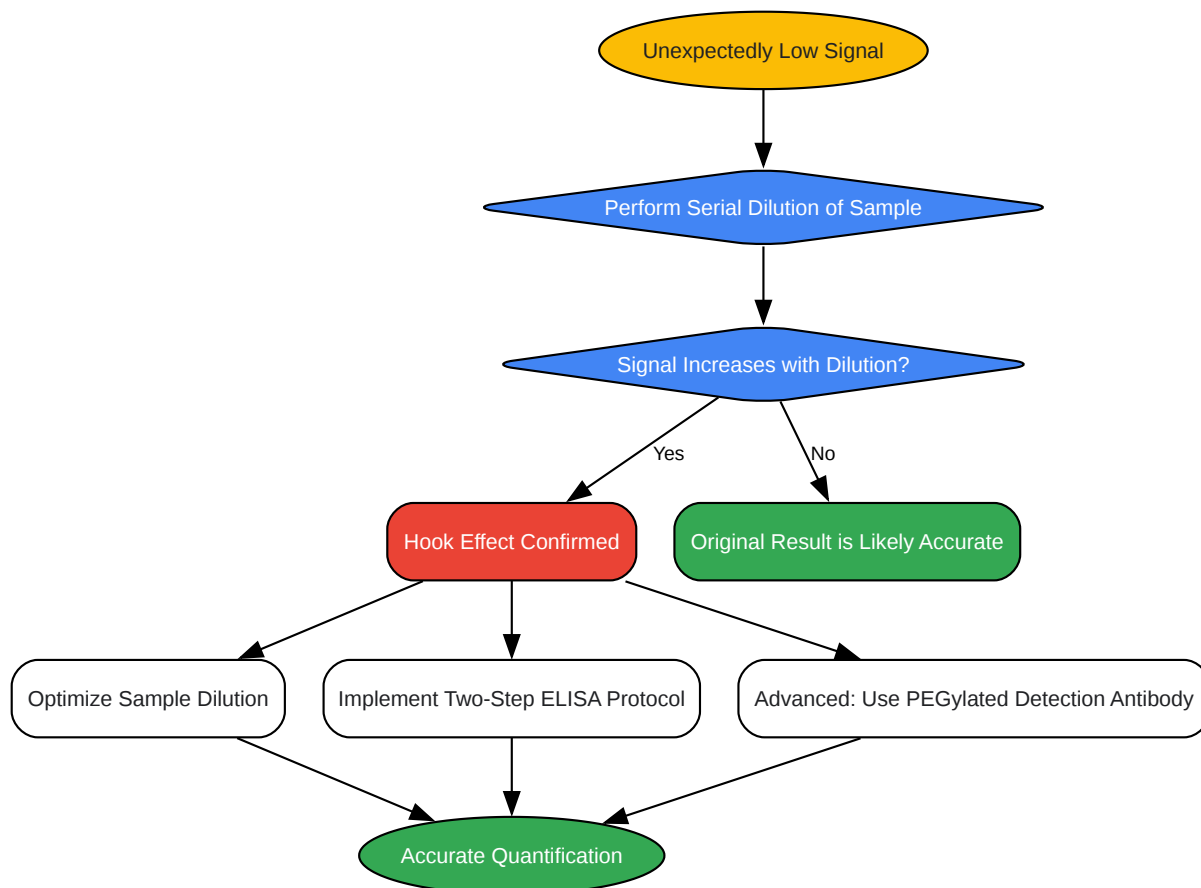 Unexpectedly Low Signal
Perform Serial Dilution of Sample
Signal Increases with Dilution?
Yes
No
Hook Effect Confirmed
Original Result is Likely Accurate
Optimize Sample Dilution
Implement Two-Step ELISA Protocol
Advanced: Use PEGylated Detection Antibody
Accurate Quantification